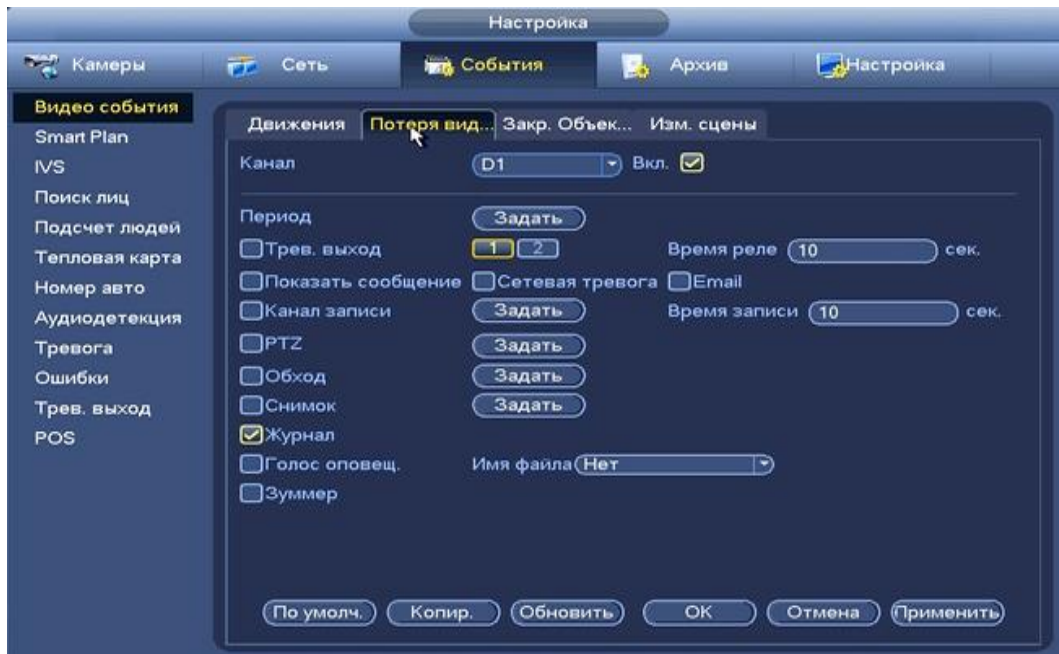 Настройка
Камеры Сеть События Архив Настройка
Видео события
Smart Plan
IVS
Поиск лиц
Подсчет людей
Тепловая карта
Номер авто
Аудиодетекция
Тревога
Ошибки
Трев. выход
POS
Движения Потеря вид... Закр. Объек... Изм. сцены
Канал D1 Вкл.
Период Задать
Трев. выход 1 2 Время реле 10 сек.
Показать сообщение Сетевая тревога Email
Канал записи Задать Время записи 10 сек.
PTZ Задать
Обход Задать
Снимок Задать
Журнал
Голос оповещ. Имя файла Нет
Зуммер
По умолч. Копир. Обновить OK Отмена Применить